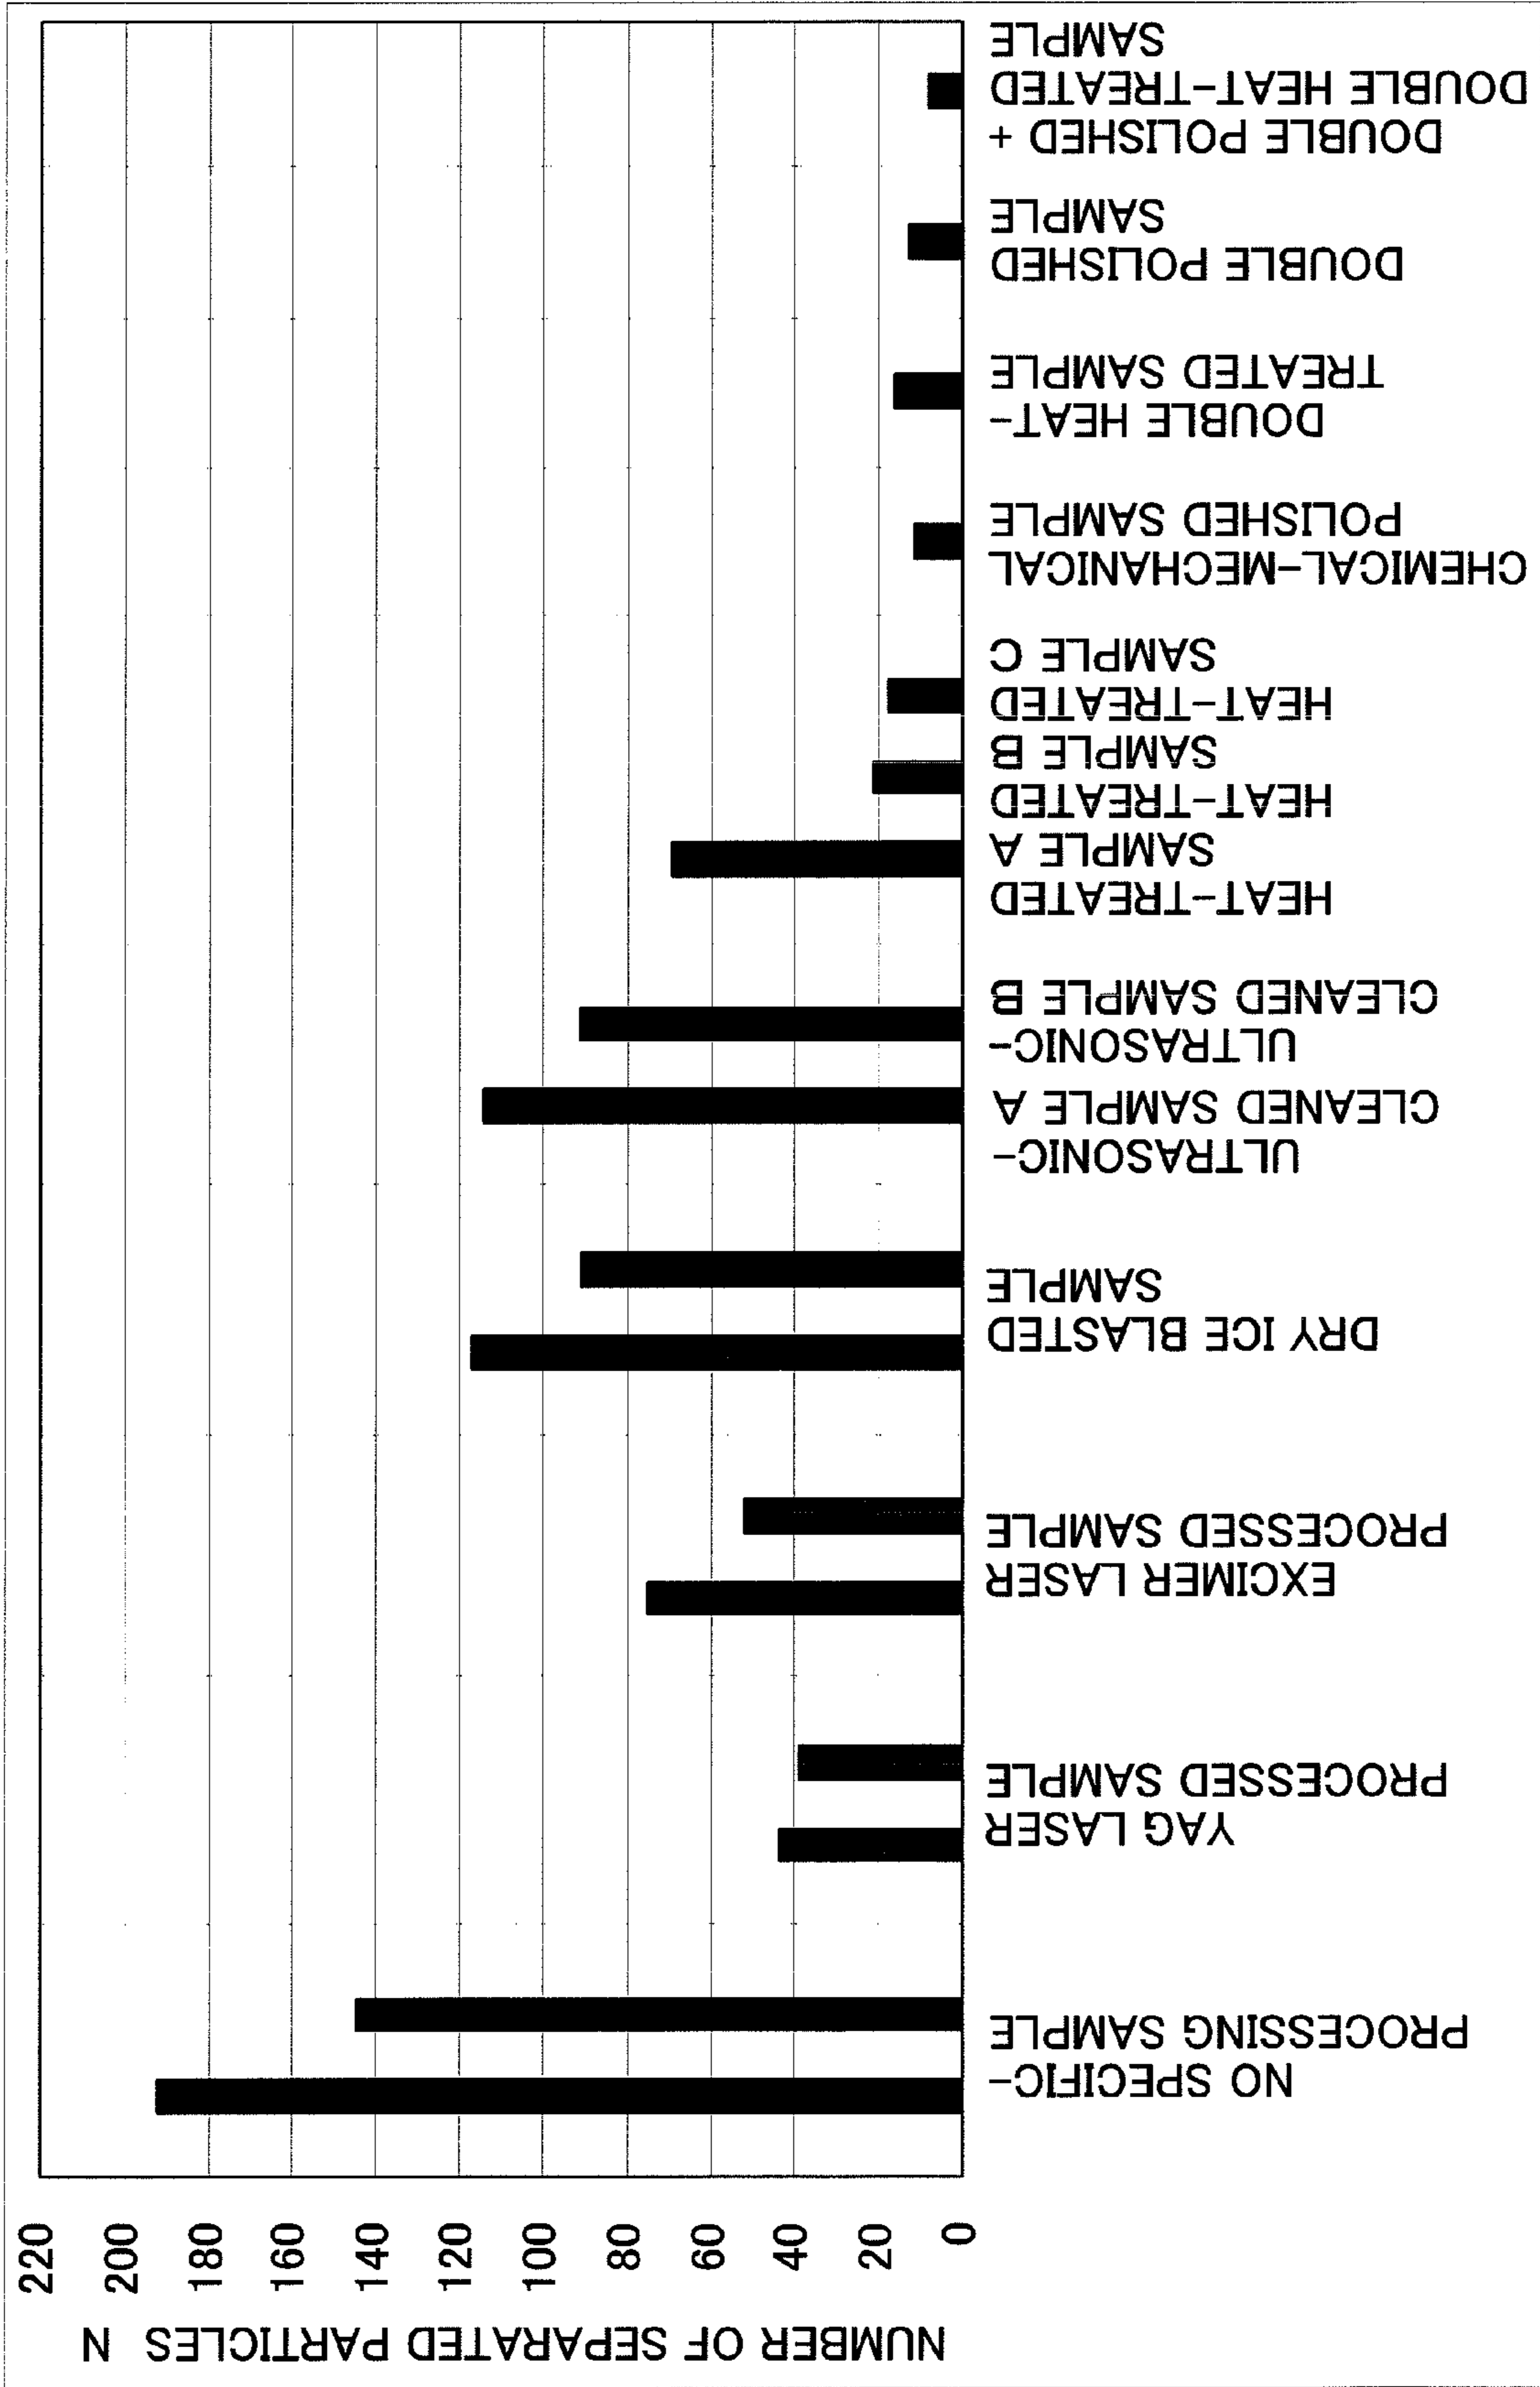 NUMBER OF SEPARATED PARTICLES N
220
200
180
160
140
120
100
80
60
40
20
0
NO SPECIFIC-
PROCESSING SAMPLE
YAG LASER
PROCESSED SAMPLE
EXCIMER LASER
PROCESSED SAMPLE
DRY ICE BLASTED
SAMPLE
ULTRASONIC-
CLEANED SAMPLE A
ULTRASONIC-
CLEANED SAMPLE B
HEAT-TREATED
SAMPLE A
HEAT-TREATED
SAMPLE B
HEAT-TREATED
SAMPLE C
CHEMICAL-MECHANICAL
POLISHED SAMPLE
DOUBLE HEAT-
TREATED SAMPLE
DOUBLE POLISHED
SAMPLE
DOUBLE POLISHED +
DOUBLE HEAT-TREATED
SAMPLE